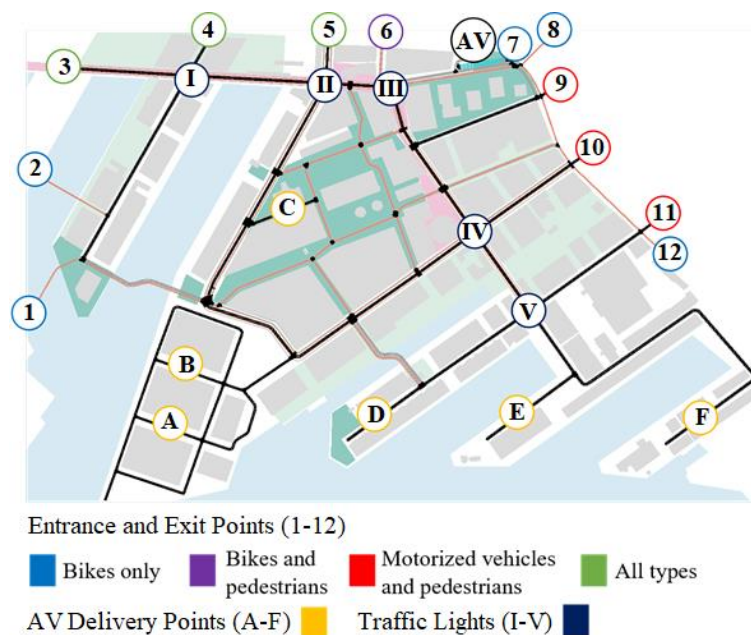 4 5 6 AV 7 8
3 I II III 9
10
2 C 11
IV 12
1 V
B
A D E F
Entrance and Exit Points (1-12)
Bikes only Bikes and pedestrians Motorized vehicles and pedestrians All types
AV Delivery Points (A-F) Traffic Lights (I-V)